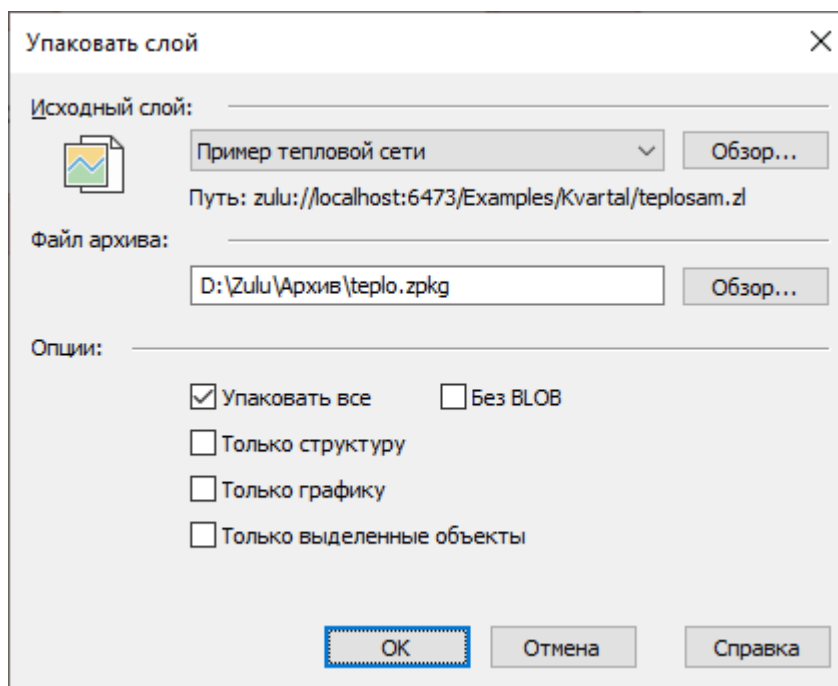 Упаковать слой
Исходный слой:
Пример тепловой сети
Обзор...
Путь: zulu://localhost:6473/Examples/Kvartal/teplosam.zl
Файл архива:
D:\Zulu\Архив\teplo.zpkg
Обзор...
Опции:
Упаковать все Без BLOB
Только структуру
Только графику
Только выделенные объекты
OK Отмена Справка